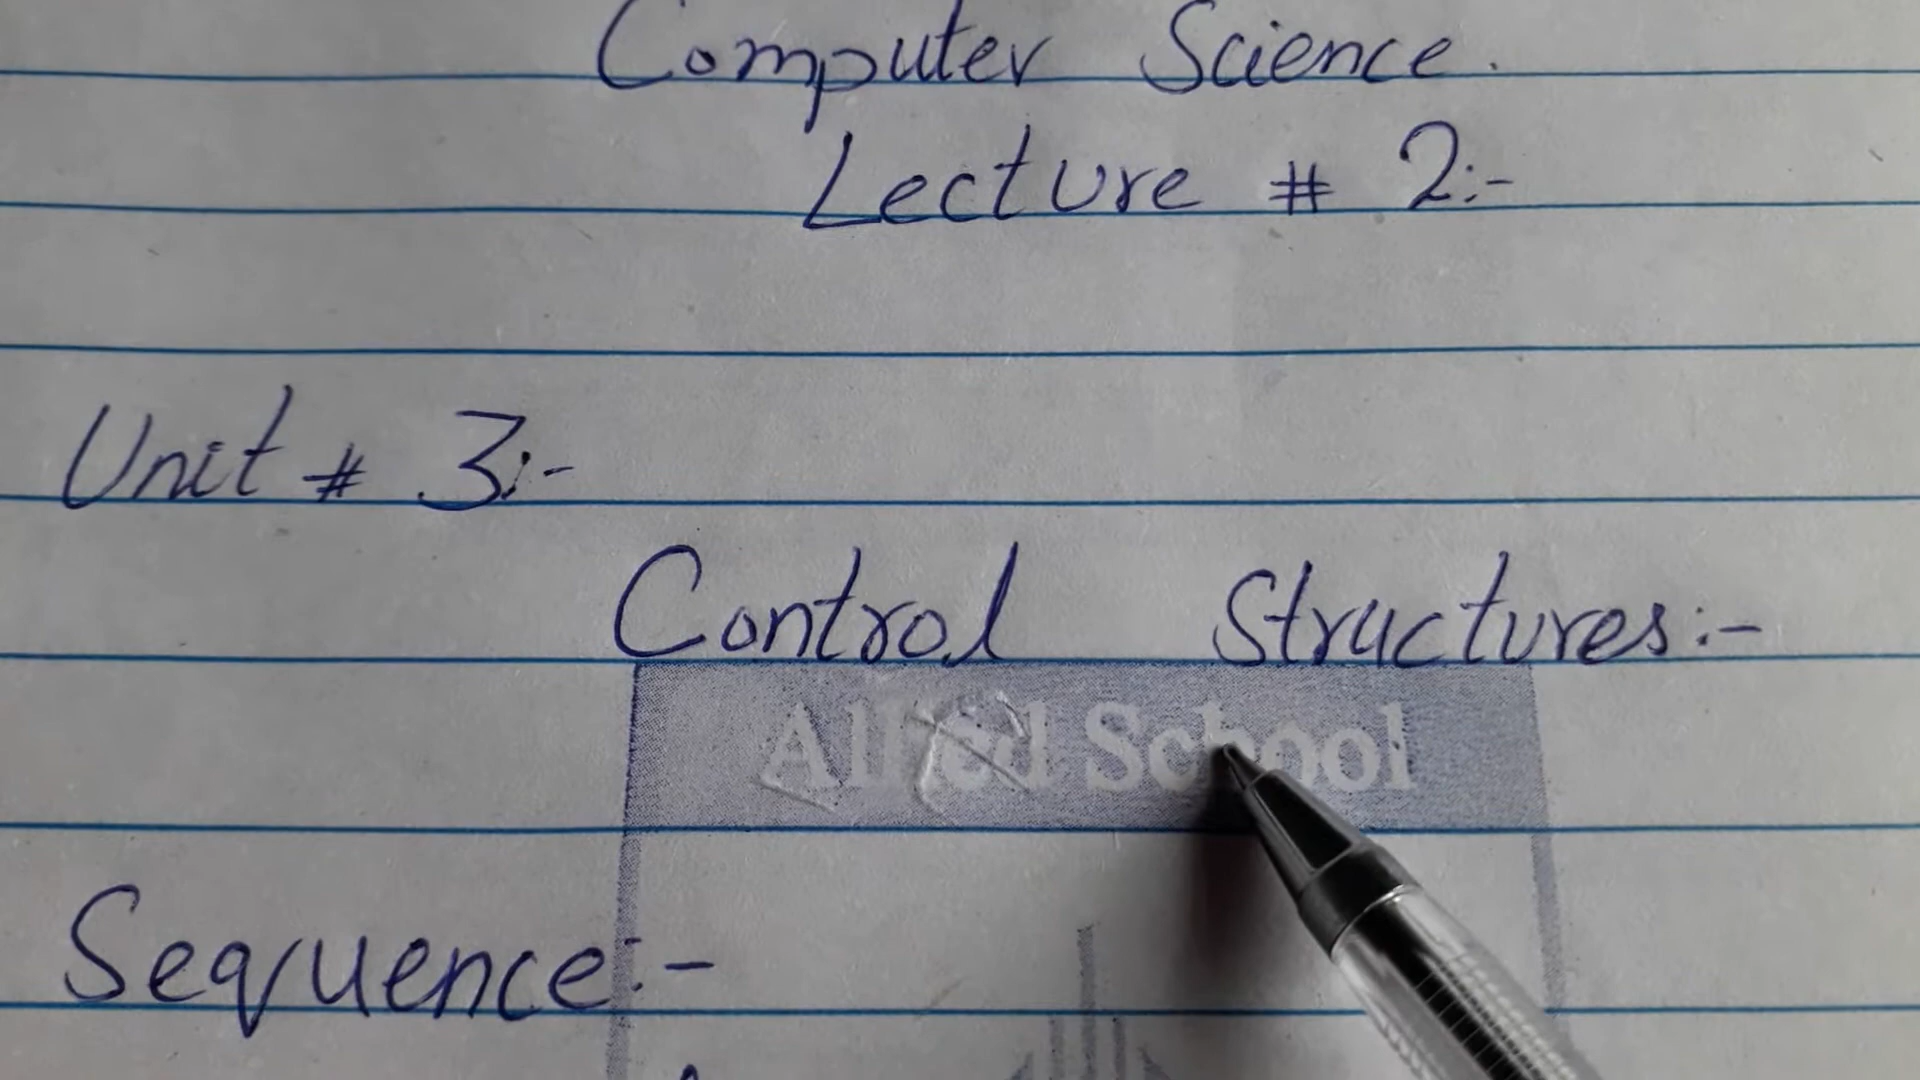 Computer Science.
Lecture # 2:-
Unit # 3:-
Control Structures:-
Allied School
Sequence:-